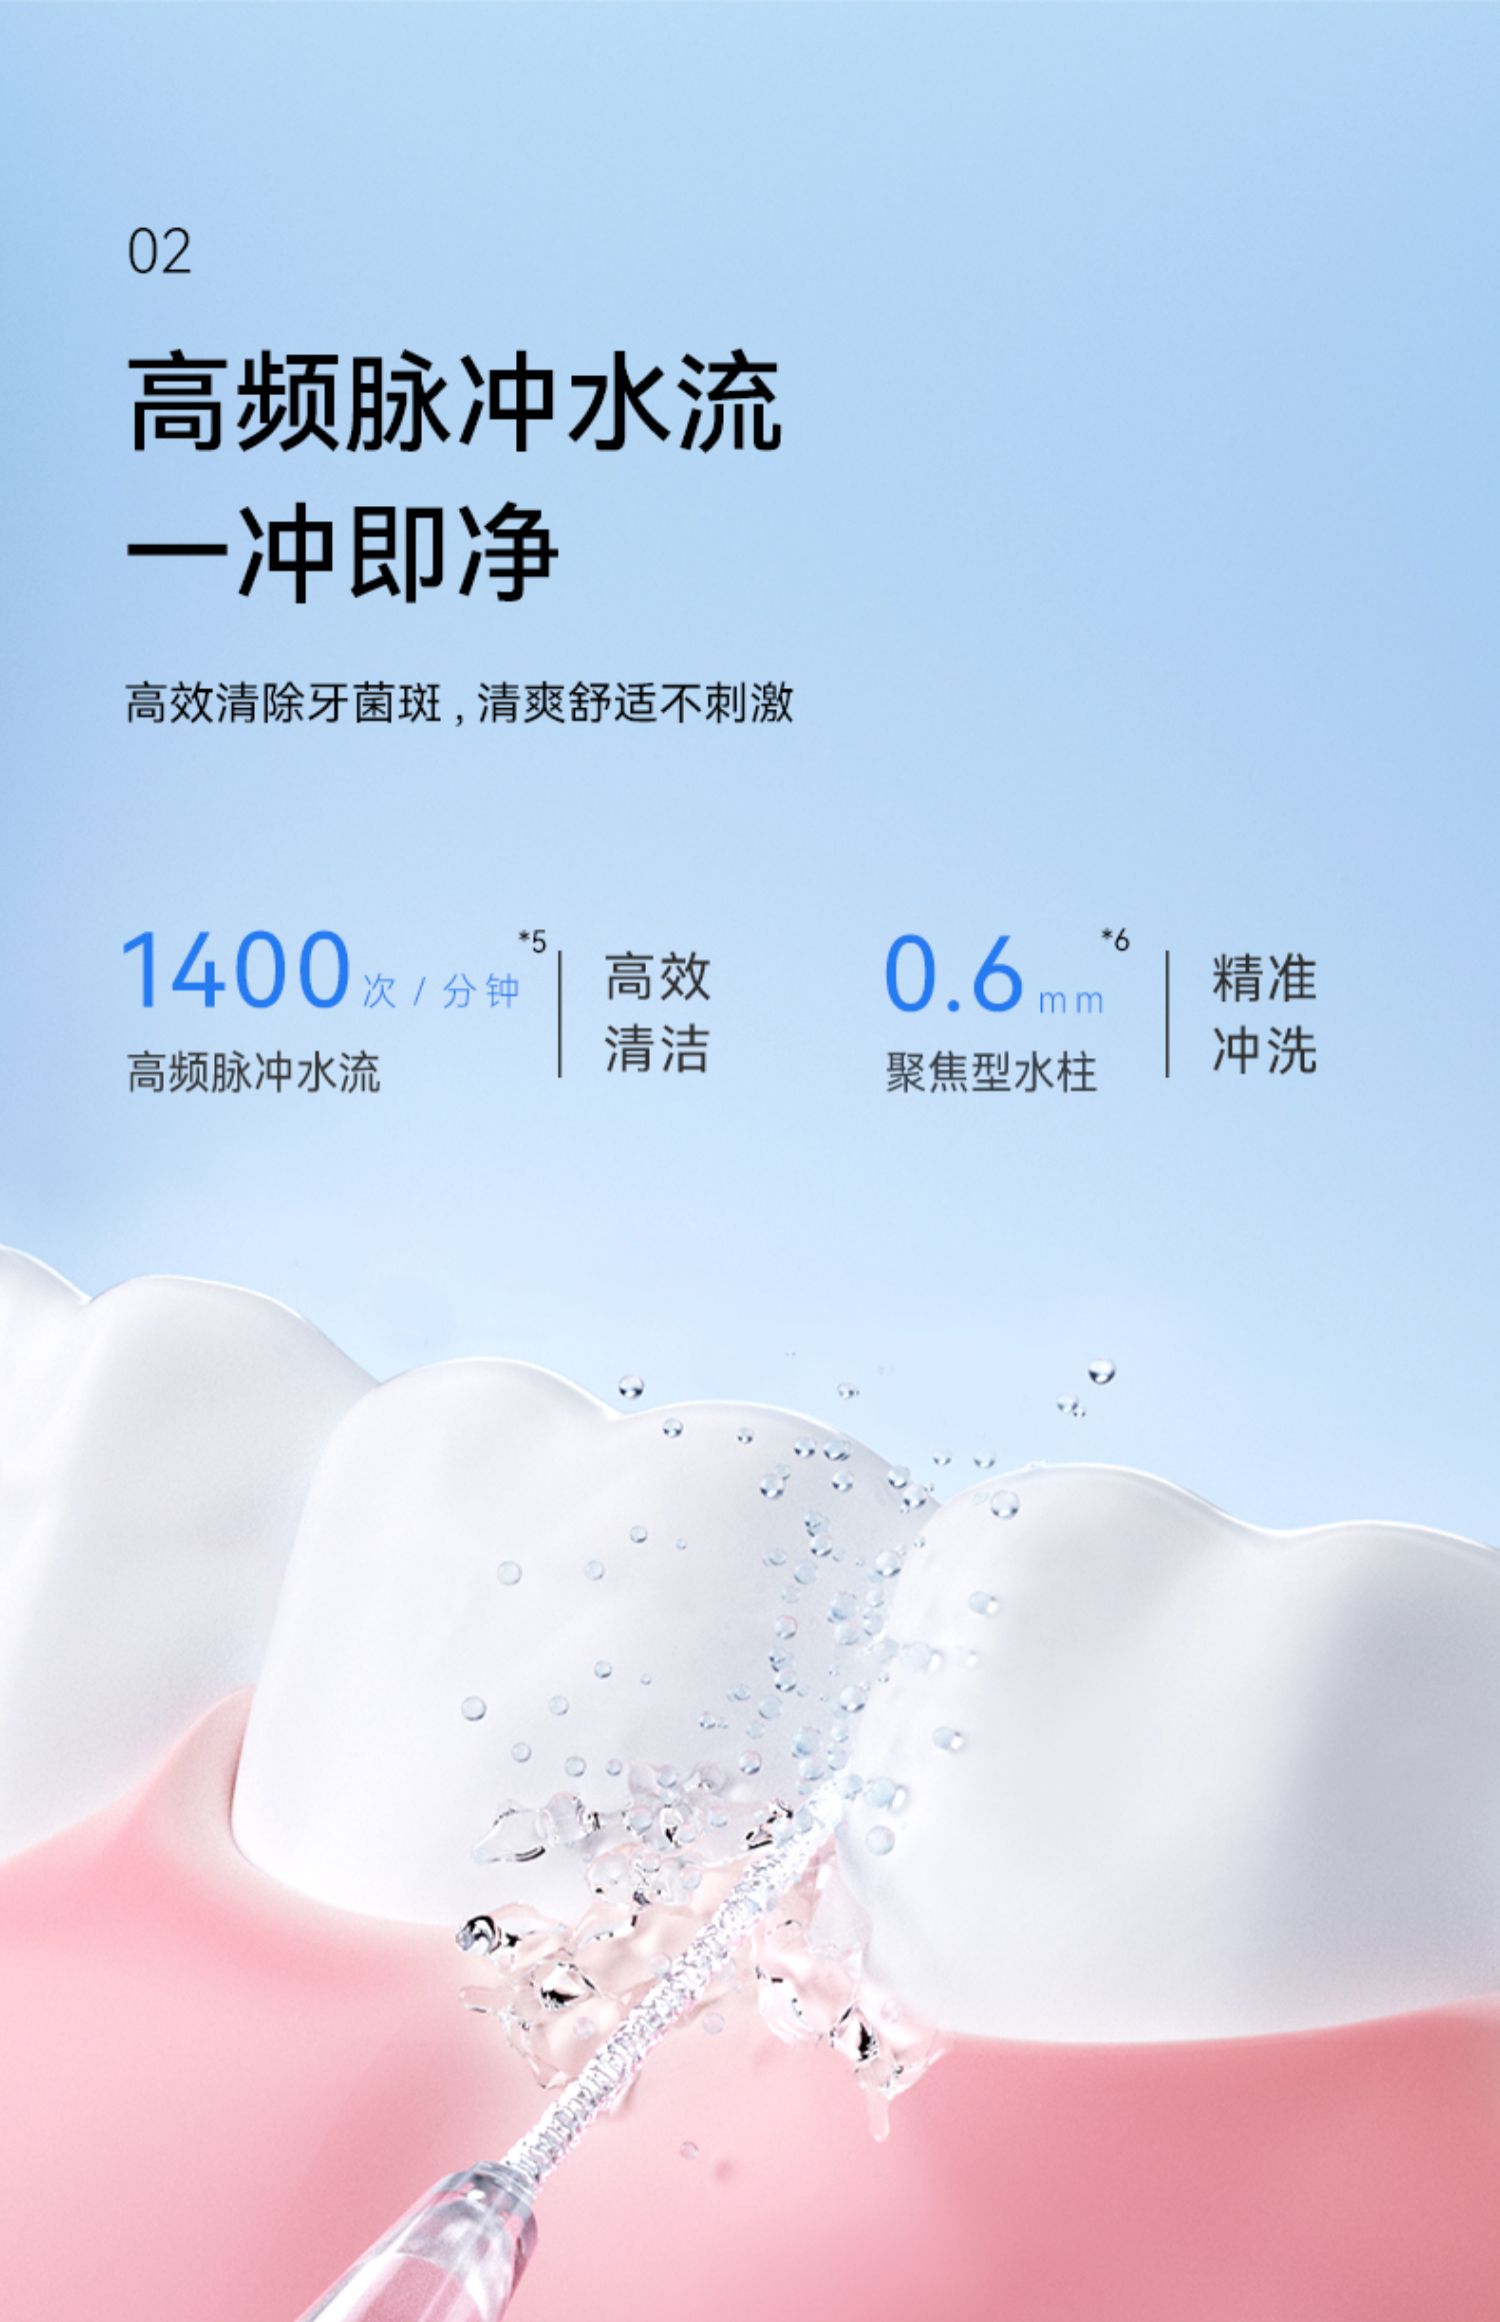 02
高频脉冲水流
一冲即净
高效清除牙菌斑，清爽舒适不刺激
1400次 / 分钟*5
高频脉冲水流
高效
清洁
0.6mm*6
聚焦型水柱
精准
冲洗